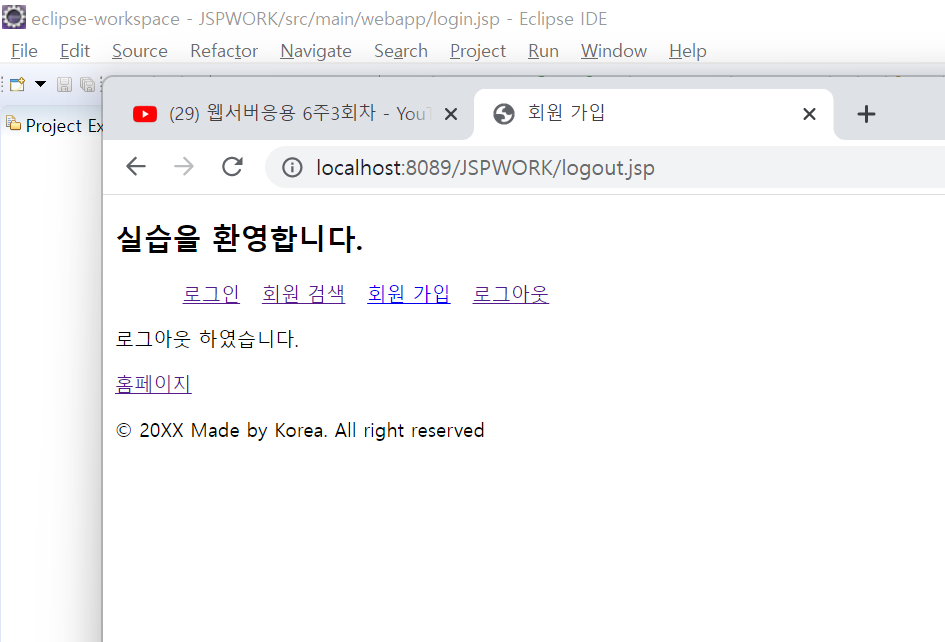 eclipse-workspace - JSPWORK/src/main/webapp/login.jsp - Eclipse IDE
File Edit Source Refactor Navigate Search Project Run Window Help
(29) 웹서버응용 6주3회차 - You
회원 가입
Project Ex
localhost:8089/JSPWORK/logout.jsp
실습을 환영합니다.
로그인 회원 검색 회원 가입 로그아웃
로그아웃 하였습니다.
홈페이지
© 20XX Made by Korea. All right reserved